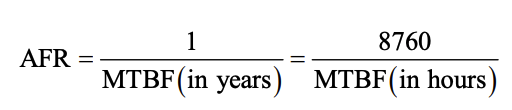 AFR = 1 / MTBF(in years) = 8760 / MTBF(in hours)